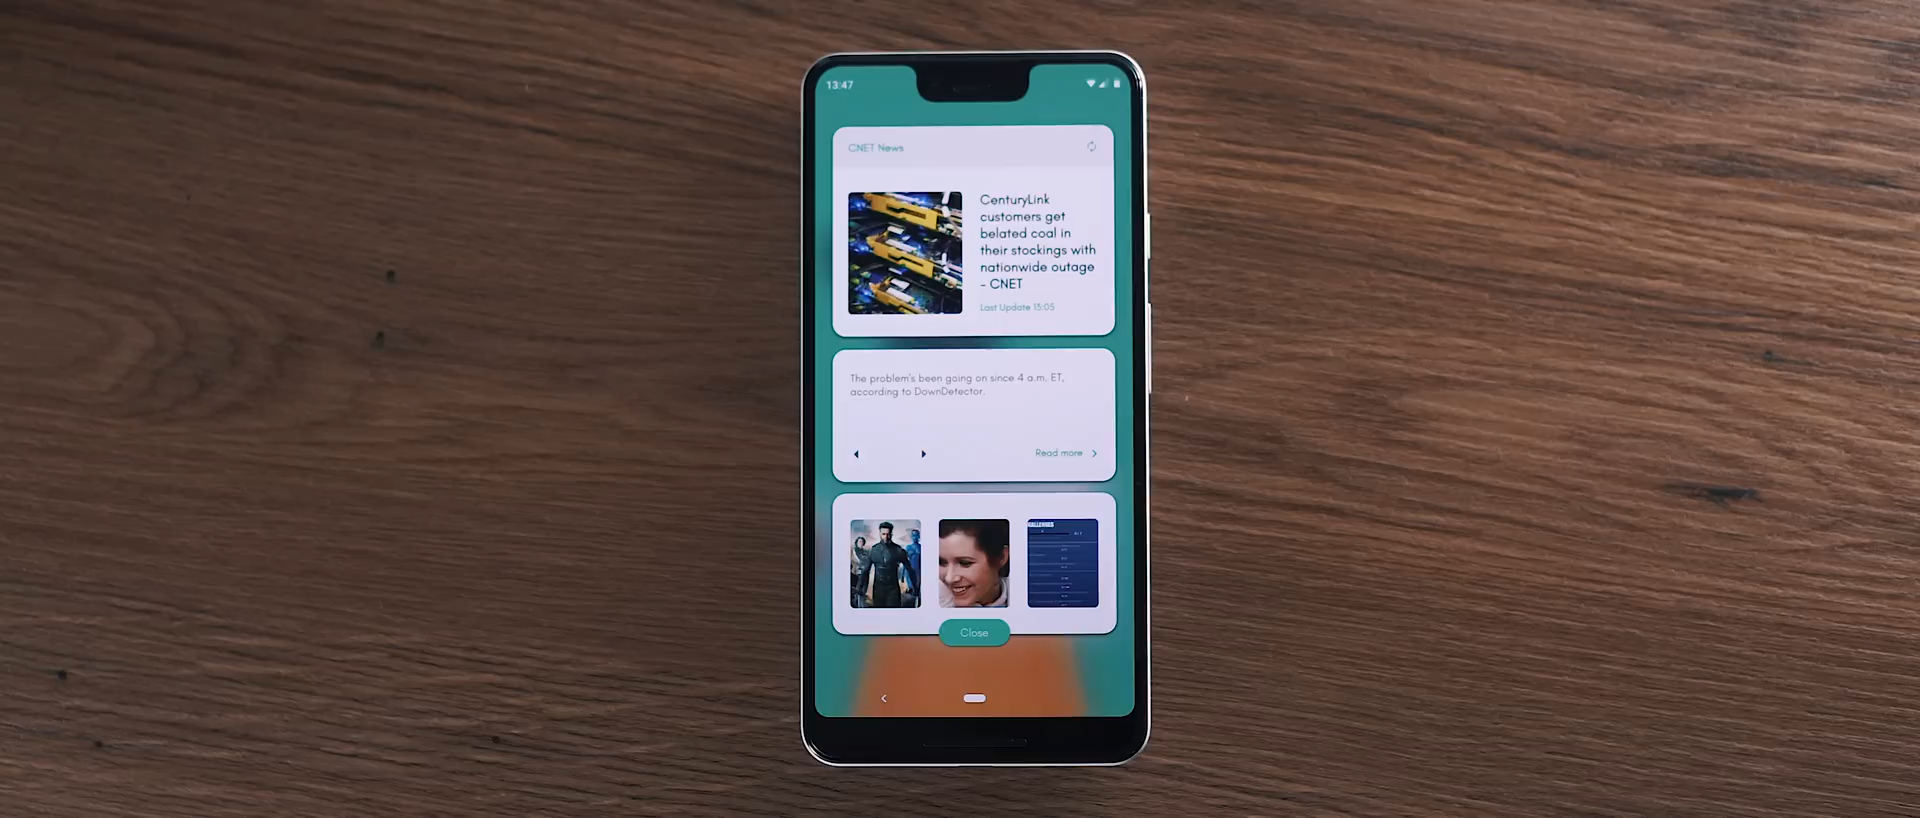 13:47
CNET News
CenturyLink
customers get
belated coal in
their stockings with
nationwide outage
- CNET
Last Update 13:05
The problem's been going on since 4 a.m. ET,
according to DownDetector.
Read more
Close